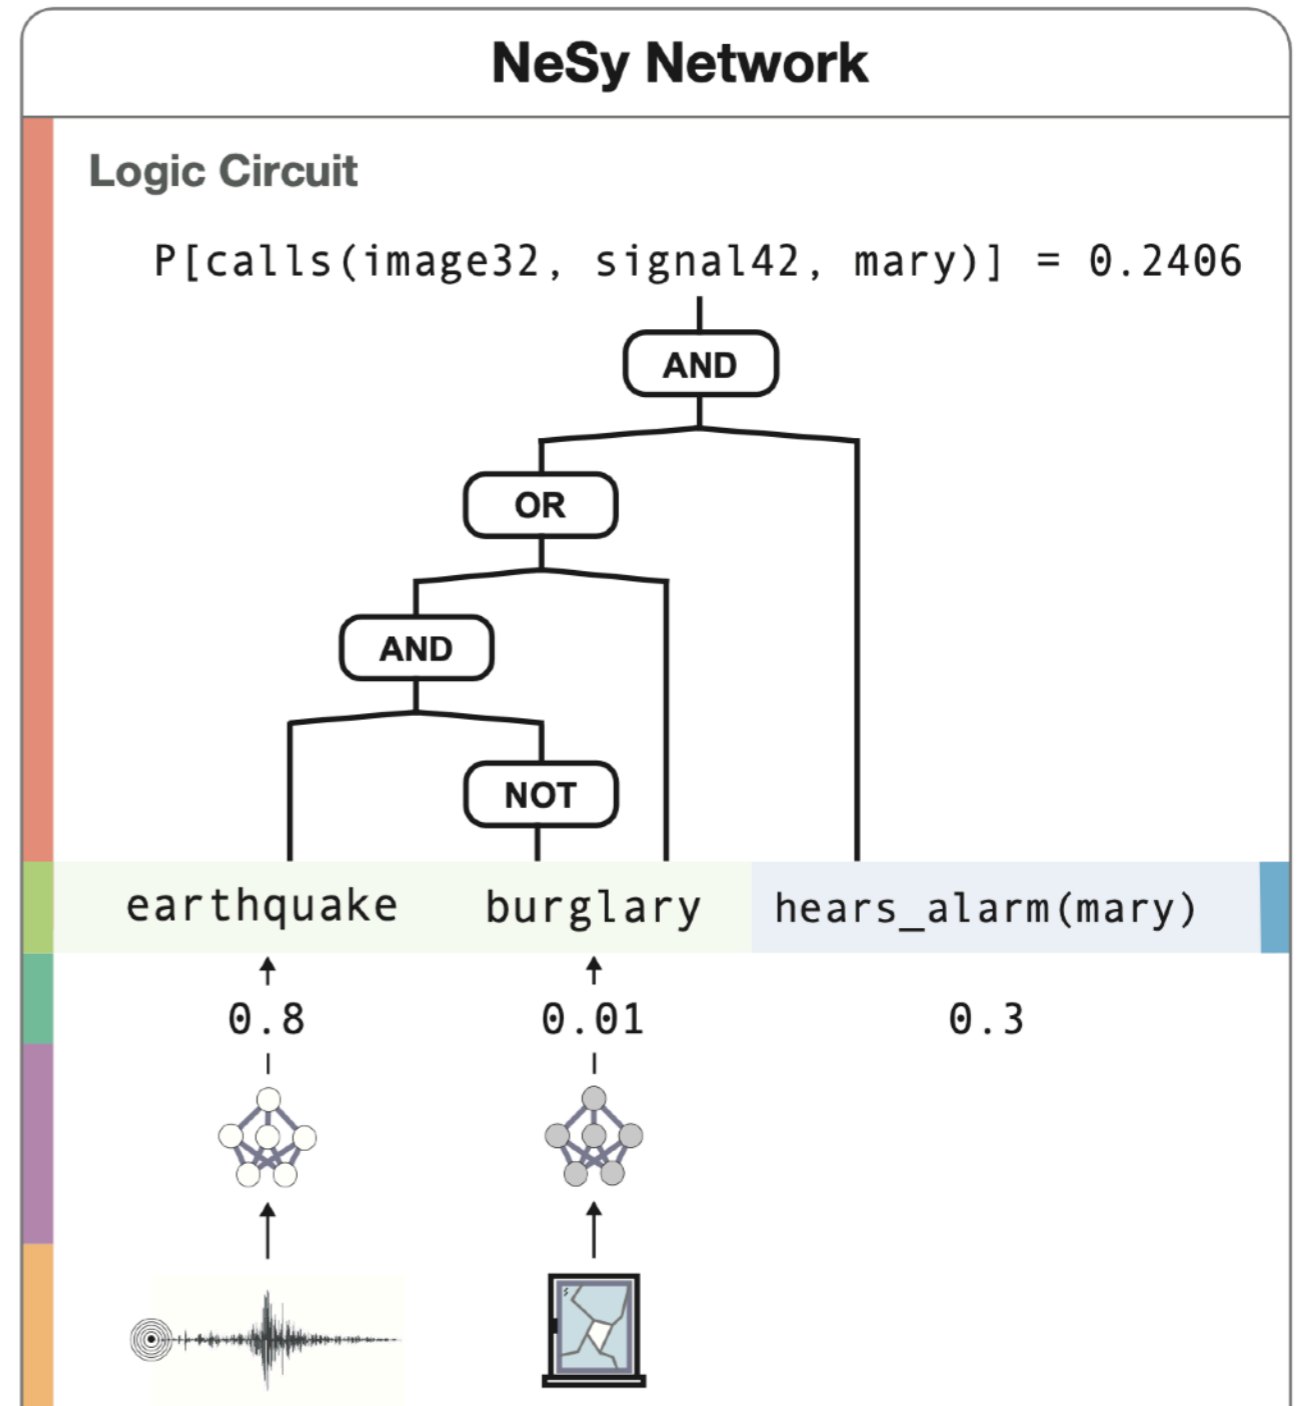 NeSy Network
Logic Circuit
P[calls(image32, signal42, mary)] = 0.2406
AND
OR
AND
NOT
earthquake burglary hears_alarm(mary)
0.8 0.01 0.3